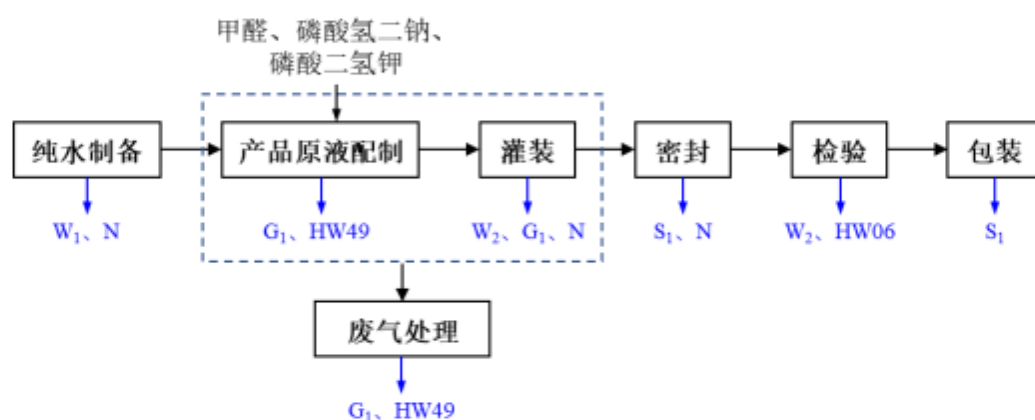 甲醛、磷酸氢二钠、
磷酸二氢钾
纯水制备
产品原液配制
灌装
密封
检验
包装
W₁、N
G₁、HW49
W₂、G₁、N
S₁、N
W₂、HW06
S₁
废气处理
G₁、HW49